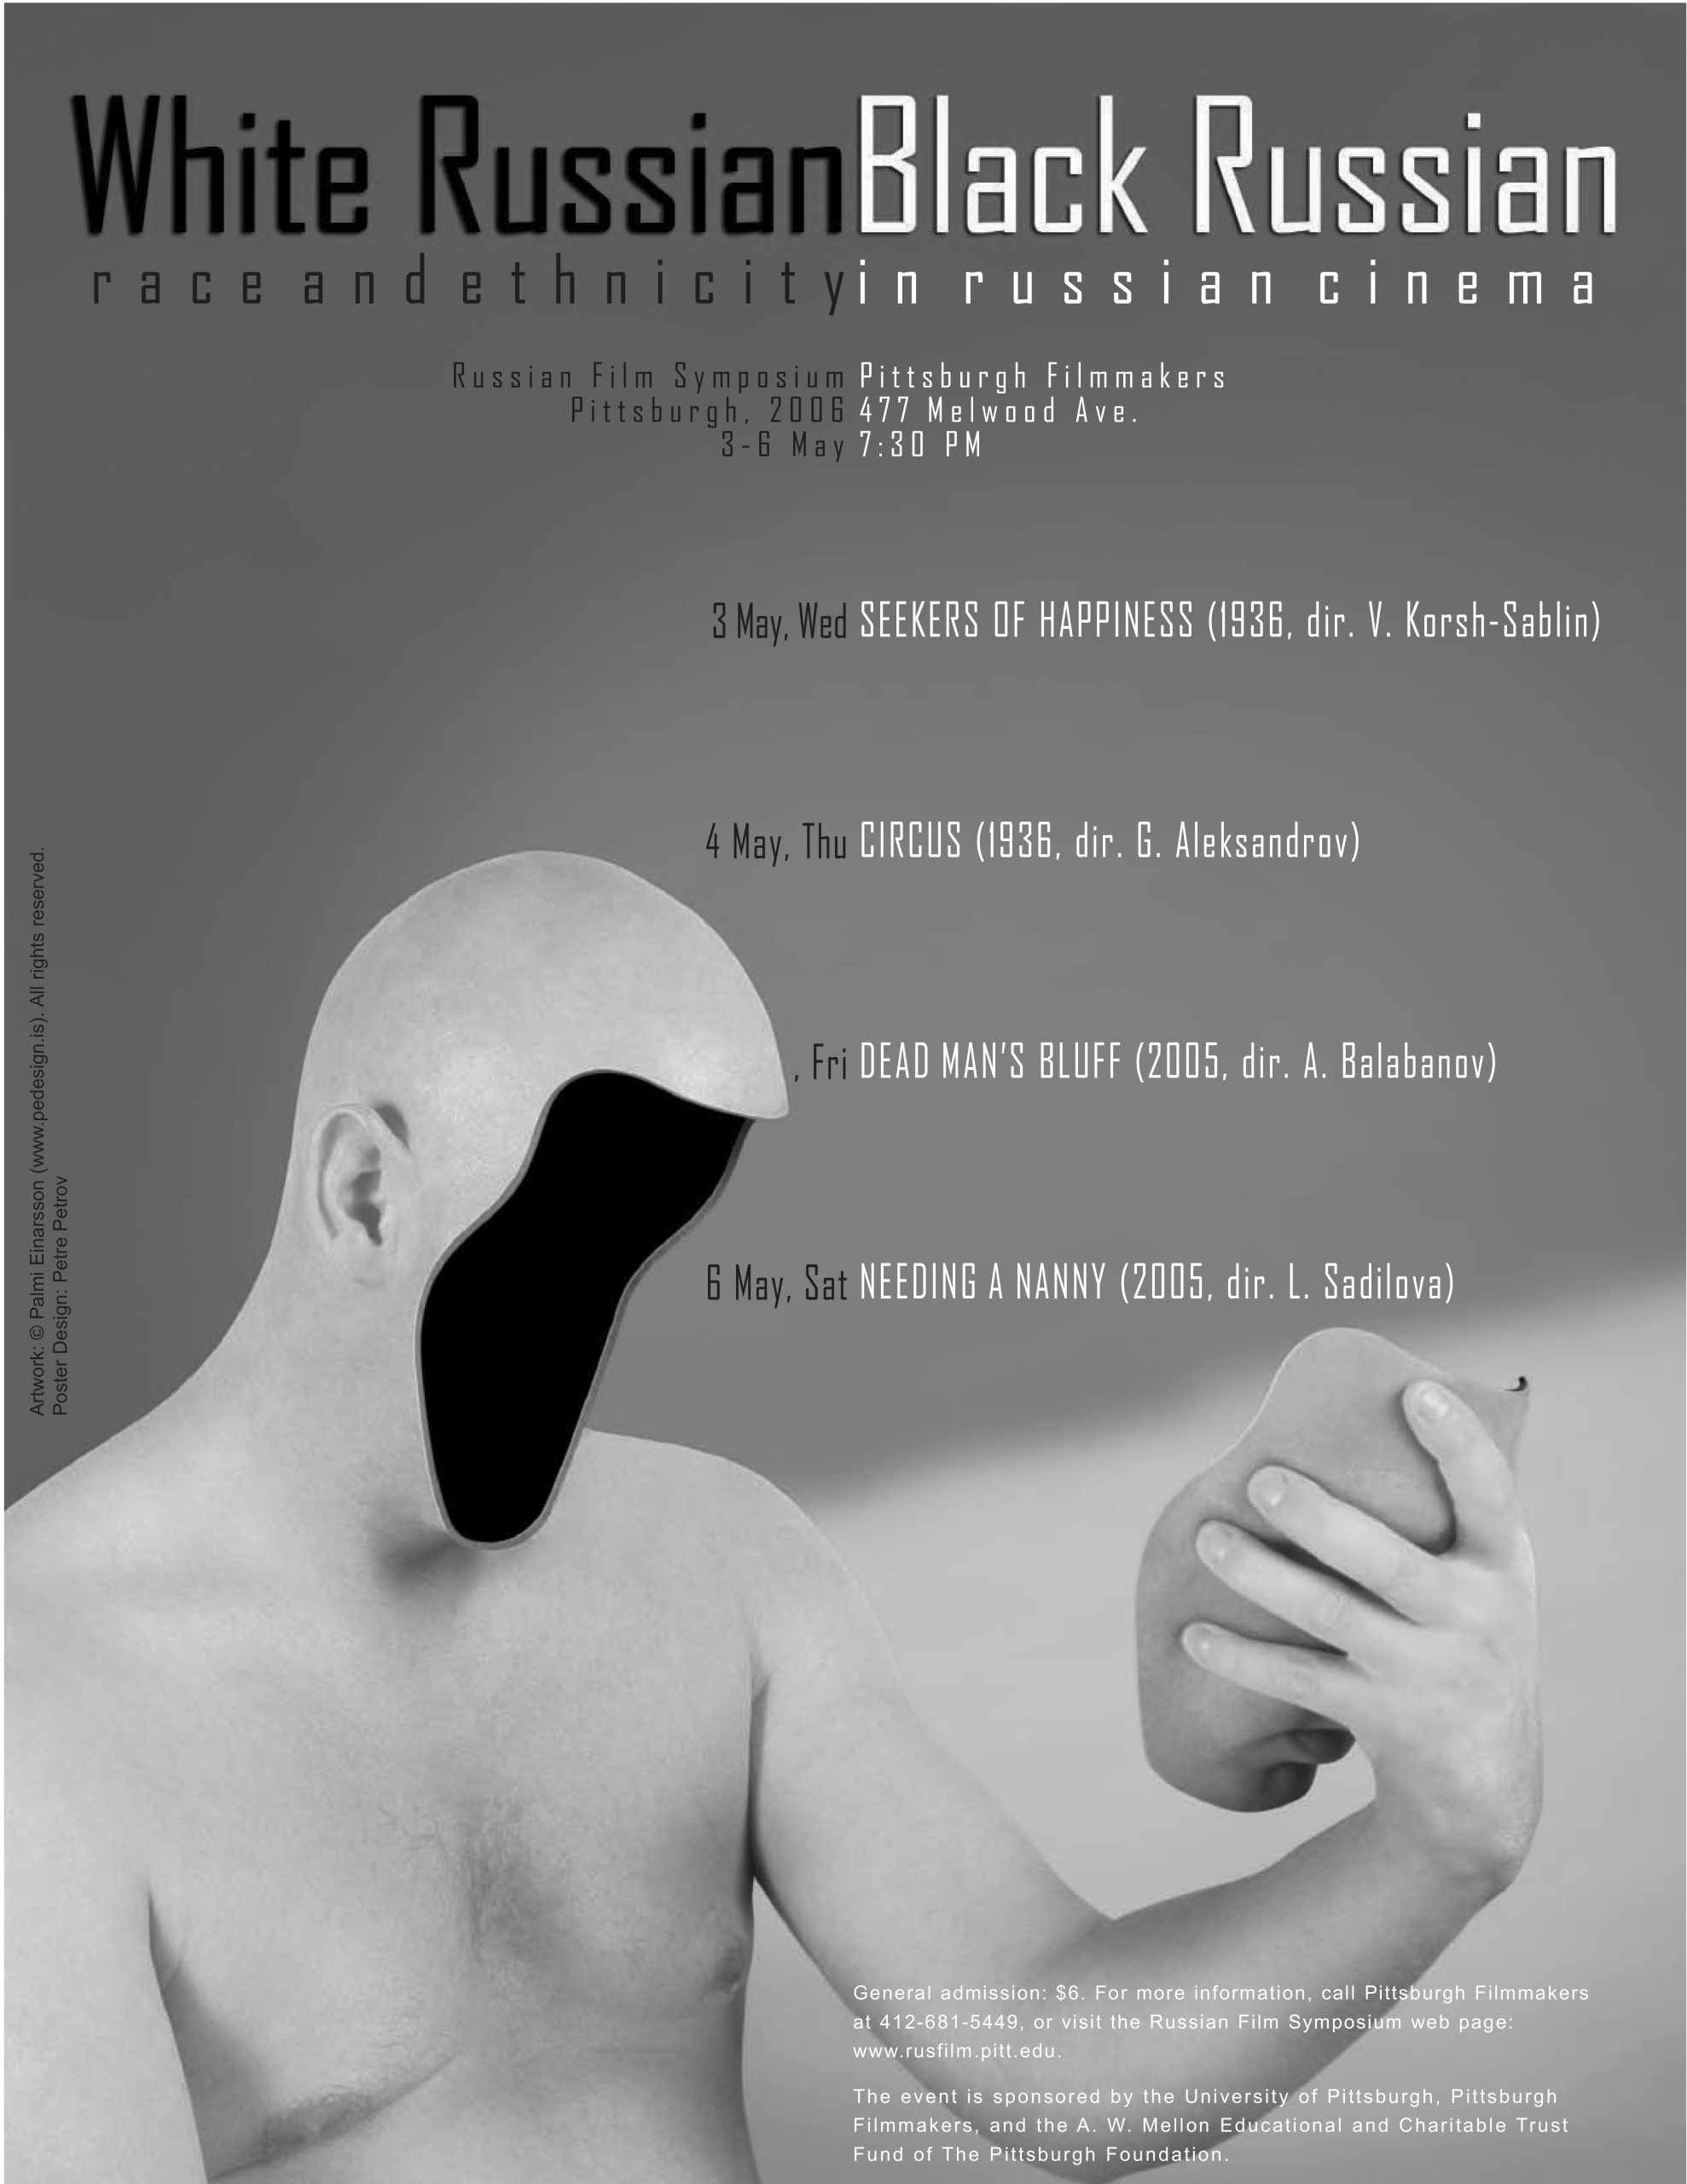 White Russian Black Russian
race and ethnicity in russian cinema
Russian Film Symposium Pittsburgh Filmmakers
Pittsburgh, 2006 477 Melwood Ave.
3-6 May 7:30 PM
3 May, Wed SEEKERS OF HAPPINESS (1936, dir. V. Korsh-Sablin)
4 May, Thu CIRCUS (1936, dir. G. Aleksandrov)
, Fri DEAD MAN'S BLUFF (2005, dir. A. Balabanov)
6 May, Sat NEEDING A NANNY (2005, dir. L. Sadilova)
Artwork: © Palmi Einarsson (www.pedesign.is). All rights reserved.
Poster Design: Petre Petrov
General admission: $6. For more information, call Pittsburgh Filmmakers
at 412-681-5449, or visit the Russian Film Symposium web page:
www.rusfilm.pitt.edu.
The event is sponsored by the University of Pittsburgh, Pittsburgh
Filmmakers, and the A. W. Mellon Educational and Charitable Trust
Fund of The Pittsburgh Foundation.